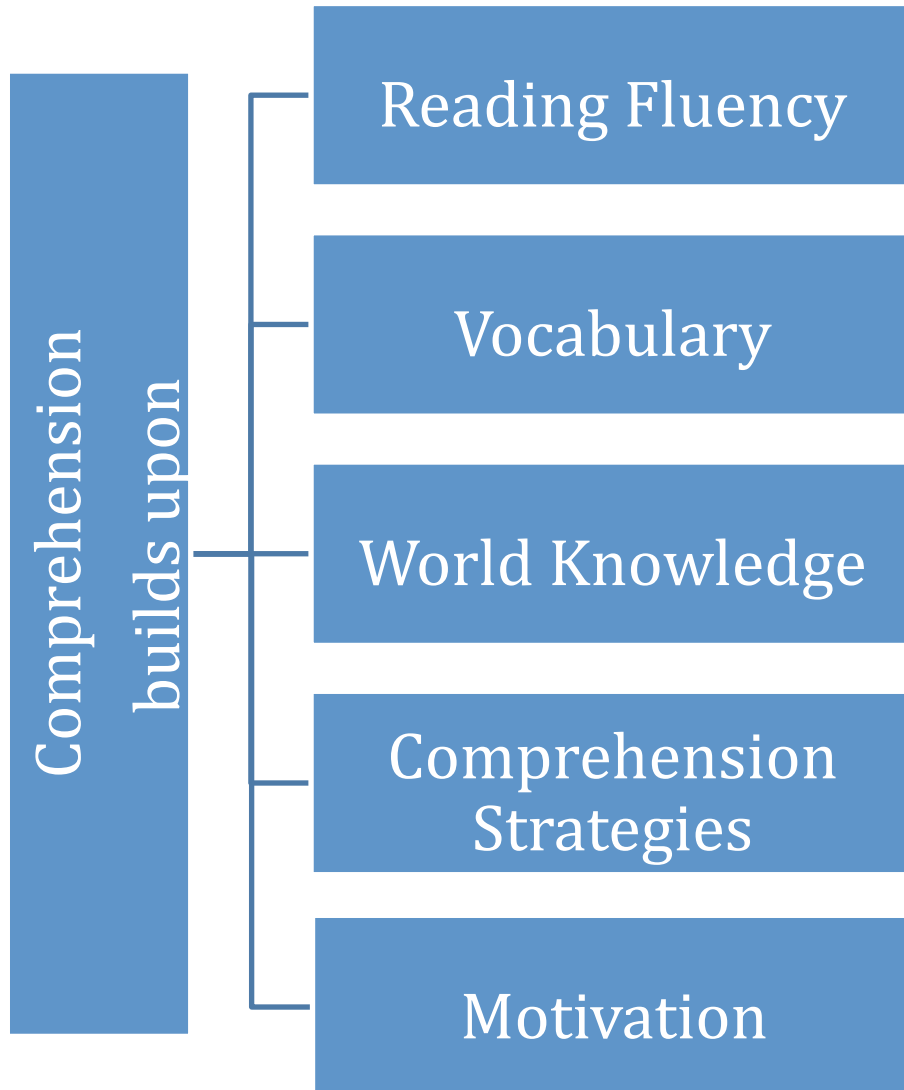 Comprehension
builds upon
Reading Fluency
Vocabulary
World Knowledge
Comprehension
Strategies
Motivation